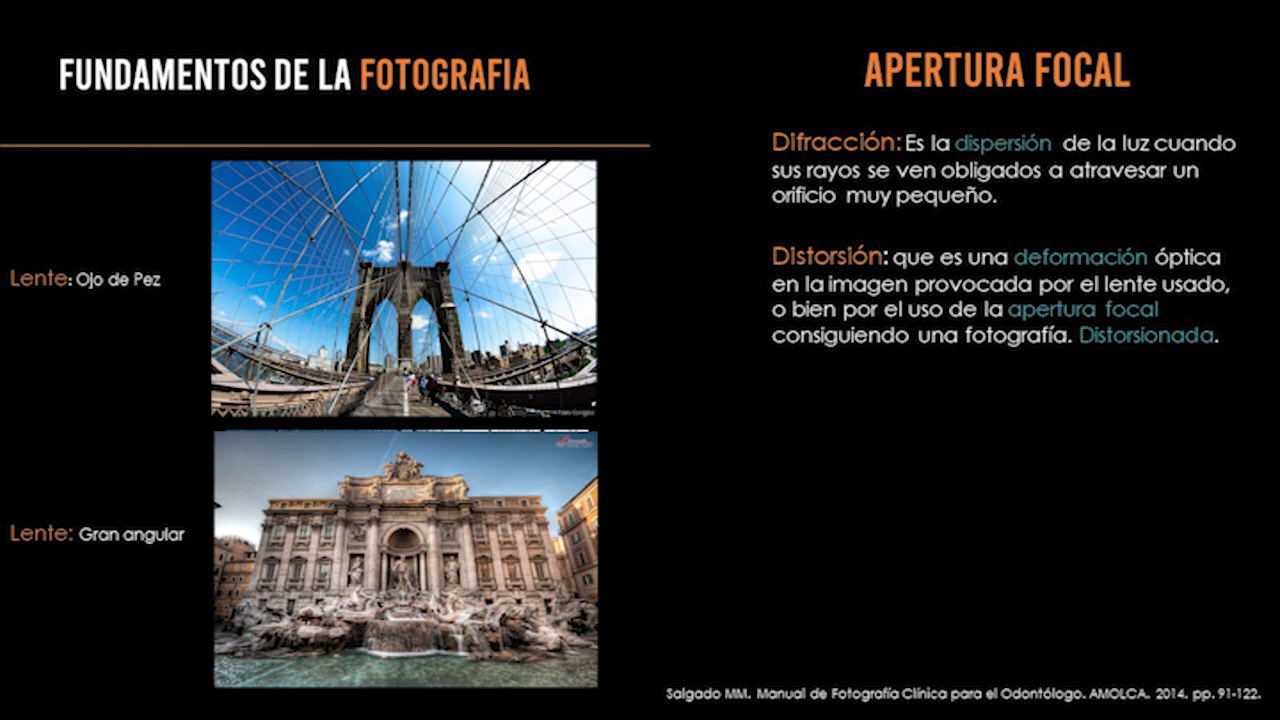 FUNDAMENTOS DE LA FOTOGRAFIA
Lente: Ojo de Pez
Lente: Gran angular
APERTURA FOCAL
Difracción: Es la dispersión de la luz cuando
sus rayos se ven obligados a atravesar un
orificio muy pequeño.
Distorsión: que es una deformación óptica
en la imagen provocada por el lente usado,
o bien por el uso de la apertura focal
consiguiendo una fotografía. Distorsionada.
Salgado MM. Manual de Fotografía Clínica para el Odontólogo. AMOLCA. 2014. pp. 91-122.